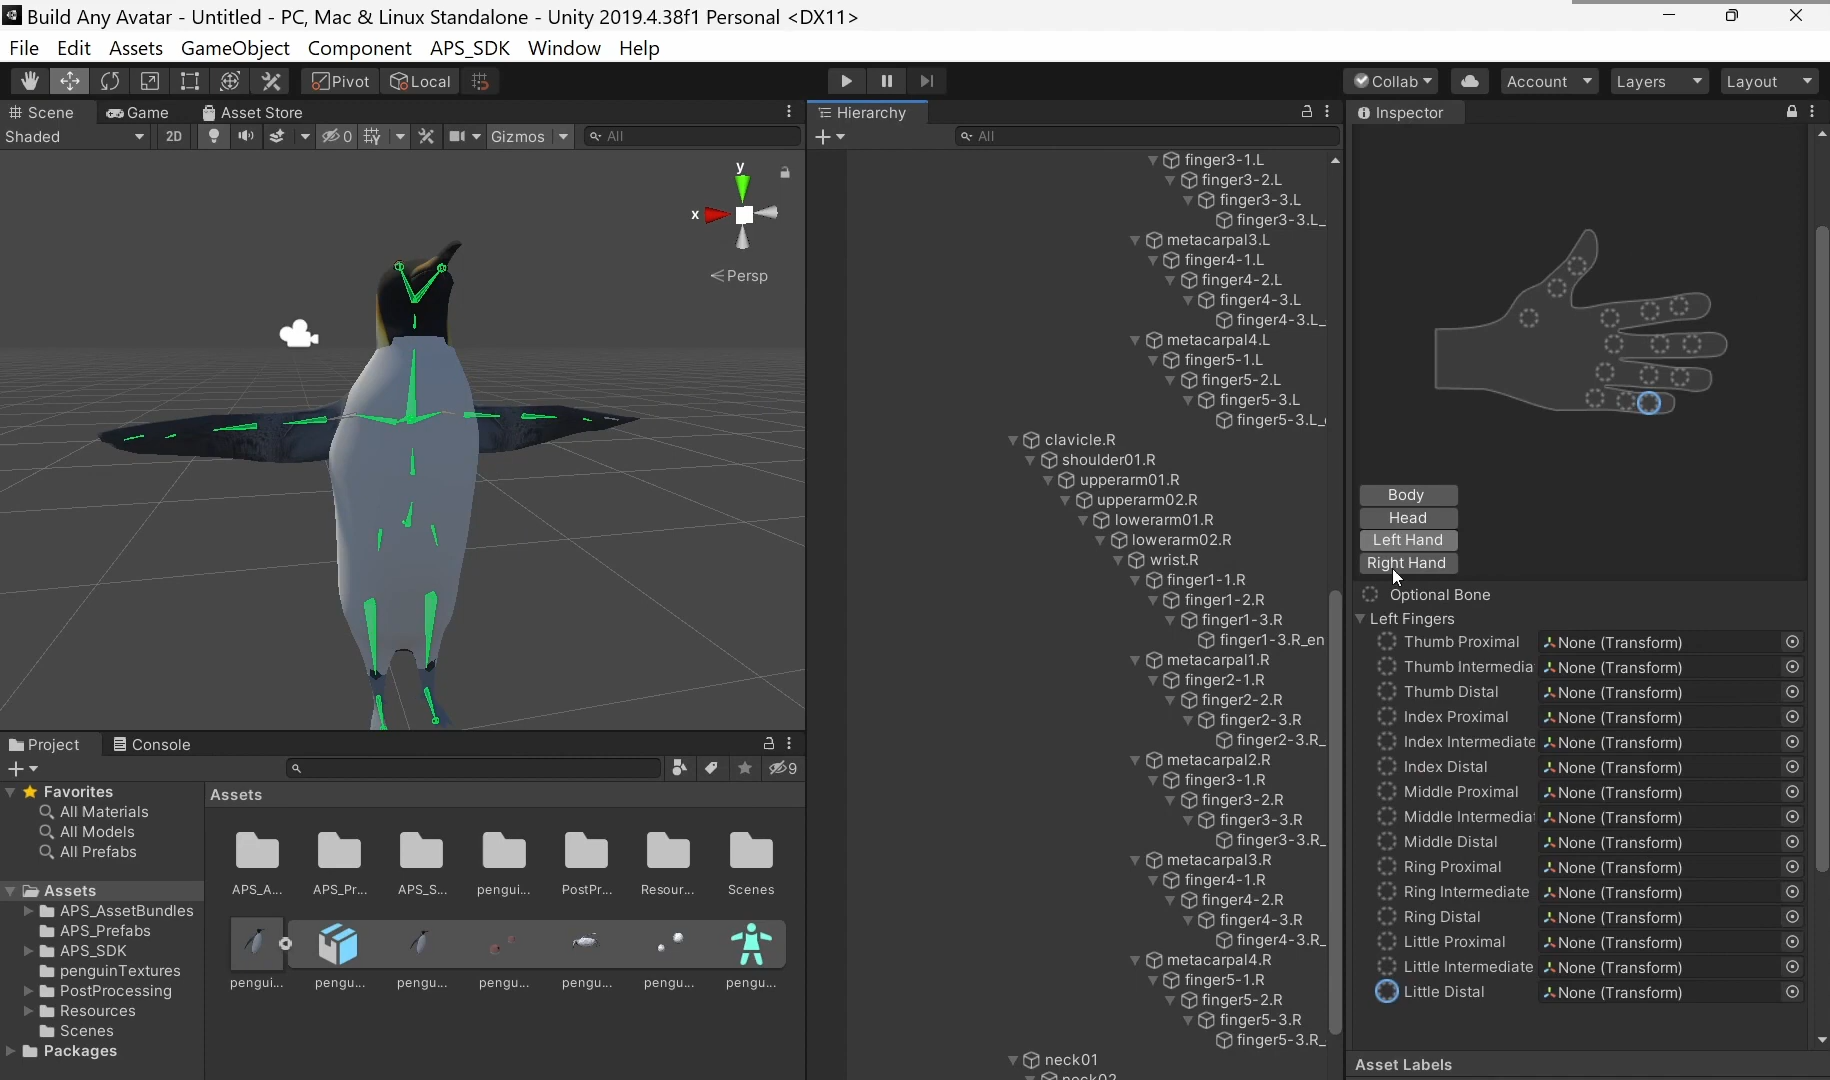 Build Any Avatar - Untitled - PC, Mac & Linux Standalone - Unity 2019.4.38f1 Personal <DX11>
File Edit Assets GameObject Component APS_SDK Window Help
Pivot Local Collab Account Layers Layout
Scene Game Asset Store
Shaded 2D 0 Gizmos All
y
x
Persp
Hierarchy
All
finger3-1.L
finger3-2.L
finger3-3.L
finger3-3.L_
metacarpal3.L
finger4-1.L
finger4-2.L
finger4-3.L
finger4-3.L_
metacarpal4.L
finger5-1.L
finger5-2.L
finger5-3.L
finger5-3.L_
clavicle.R
shoulder01.R
upperarm01.R
upperarm02.R
lowerarm01.R
lowerarm02.R
wrist.R
finger1-1.R
finger1-2.R
finger1-3.R
finger1-3.R_en
metacarpal1.R
finger2-1.R
finger2-2.R
finger2-3.R
finger2-3.R_
metacarpal2.R
finger3-1.R
finger3-2.R
finger3-3.R
finger3-3.R_
metacarpal3.R
finger4-1.R
finger4-2.R
finger4-3.R
finger4-3.R_
metacarpal4.R
finger5-1.R
finger5-2.R
finger5-3.R
finger5-3.R_
neck01
Inspector
Body
Head
Left Hand
Right Hand
Optional Bone
Left Fingers
Thumb Proximal None (Transform)
Thumb Intermedia None (Transform)
Thumb Distal None (Transform)
Index Proximal None (Transform)
Index Intermediate None (Transform)
Index Distal None (Transform)
Middle Proximal None (Transform)
Middle Intermediat None (Transform)
Middle Distal None (Transform)
Ring Proximal None (Transform)
Ring Intermediate None (Transform)
Ring Distal None (Transform)
Little Proximal None (Transform)
Little Intermediate None (Transform)
Little Distal None (Transform)
Asset Labels
Project Console
9
Favorites
All Materials
All Models
All Prefabs
Assets
APS_AssetBundles
APS_Prefabs
APS_SDK
penguinTextures
PostProcessing
Resources
Scenes
Packages
Assets
APS_A... APS_Pr... APS_S... pengui... PostPr... Resour... Scenes
pengui... pengu... pengu... pengu... pengu... pengu... pengu...